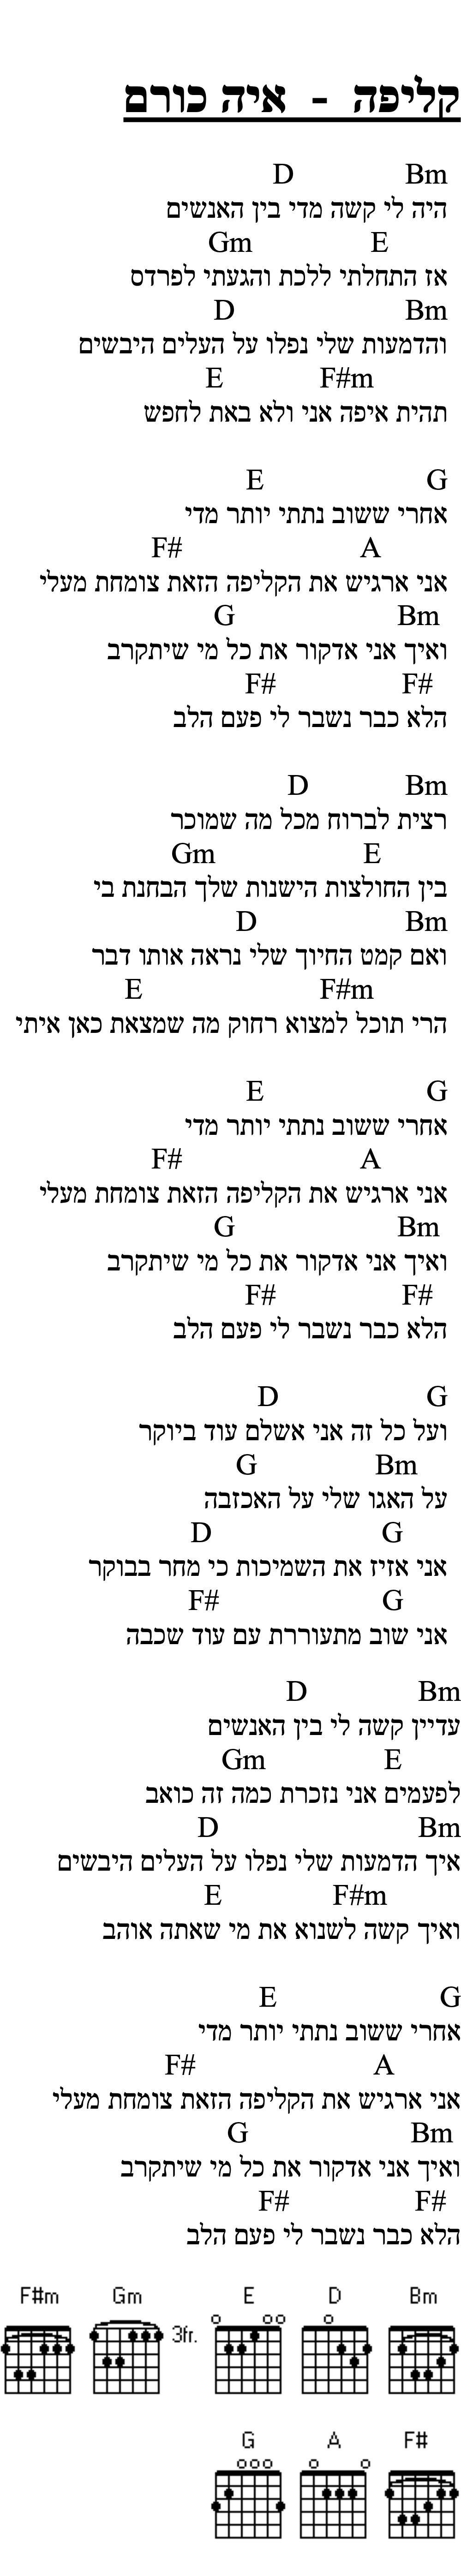 קליפה - איה כורם
D Bm
היה לי קשה מדי בין האנשים
Gm E
אז התחלתי ללכת והגעתי לפרדס
D Bm
והדמעות שלי נפלו על העלים היבשים
E F#m
תהית איפה אני ולא באת לחפש
E G
אחרי ששוב נתתי יותר מדי
F# A
אני ארגיש את הקליפה הזאת צומחת מעלי
G Bm
ואיך אני אדקור את כל מי שיתקרב
F# F#
הלא כבר נשבר לי פעם הלב
D Bm
רצית לברוח מכל מה שמוכר
Gm E
בין החולצות הישנות שלך הבחנת בי
D Bm
ואם קמט החיוך שלי נראה אותו דבר
E F#m
הרי תוכל למצוא רחוק מה שמצאת כאן איתי
E G
אחרי ששוב נתתי יותר מדי
F# A
אני ארגיש את הקליפה הזאת צומחת מעלי
G Bm
ואיך אני אדקור את כל מי שיתקרב
F# F#
הלא כבר נשבר לי פעם הלב
D G
ועל כל זה אני אשלם עוד ביוקר
G Bm
על האגו שלי על האכזבה
D G
אני אזיז את השמיכות כי מחר בבוקר
F# G
אני שוב מתעוררת עם עוד שכבה
D Bm
עדיין קשה לי בין האנשים
Gm E
לפעמים אני נזכרת כמה זה כואב
D Bm
איך הדמעות שלי נפלו על העלים היבשים
E F#m
ואיך קשה לשנוא את מי שאתה אוהב
E G
אחרי ששוב נתתי יותר מדי
F# A
אני ארגיש את הקליפה הזאת צומחת מעלי
G Bm
ואיך אני אדקור את כל מי שיתקרב
F# F#
הלא כבר נשבר לי פעם הלב
F#m Gm E D Bm
3fr.
G A F#